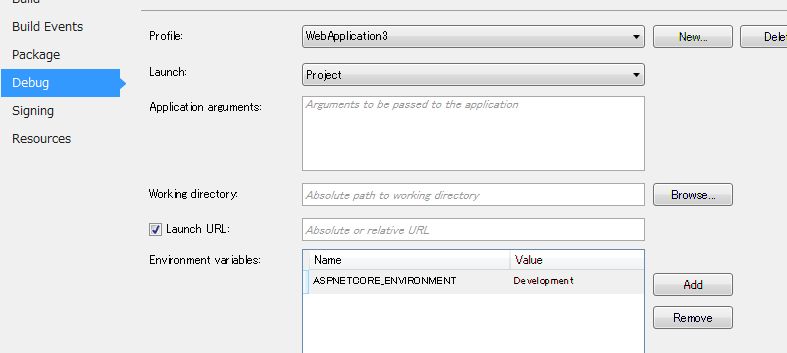 Build
Build Events
Package
Debug
Signing
Resources
Profile:
WebApplication3
New...
Delet
Launch:
Project
Application arguments:
Arguments to be passed to the application
Working directory:
Absolute path to working directory
Browse...
Launch URL:
Absolute or relative URL
Environment variables:
Name Value
ASPNETCORE_ENVIRONMENT Development
Add
Remove